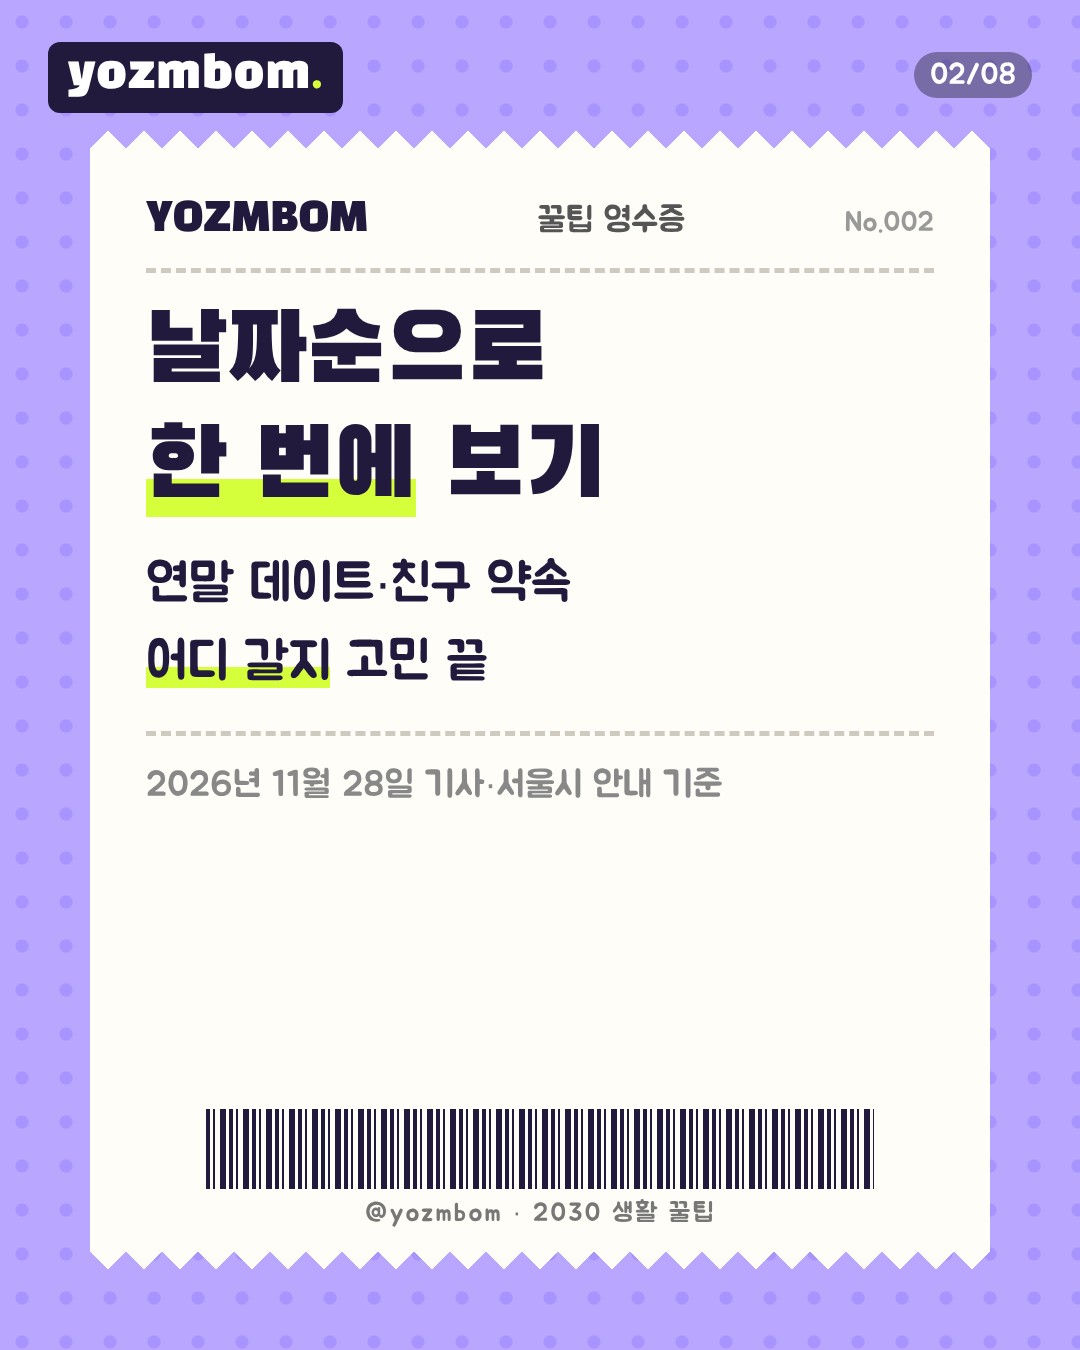 yozmbom.
02/08
YOZMBOM 꿀팁 영수증 No.002
날짜순으로
한 번에 보기
연말 데이트·친구 약속
어디 갈지 고민 끝
2026년 11월 28일 기사·서울시 안내 기준
@yozmbom · 2030 생활 꿀팁